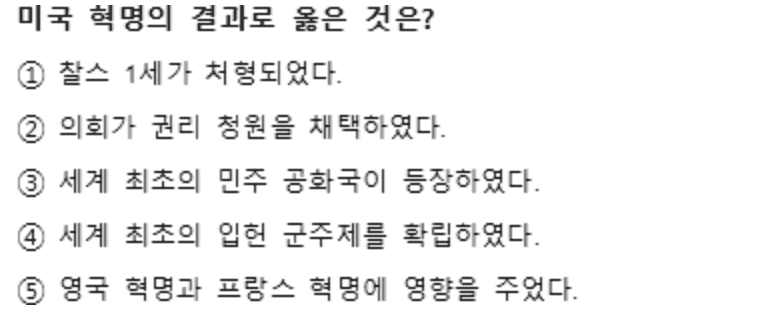 미국 혁명의 결과로 옳은 것은?
① 찰스 1세가 처형되었다.
② 의회가 권리 청원을 채택하였다.
③ 세계 최초의 민주 공화국이 등장하였다.
④ 세계 최초의 입헌 군주제를 확립하였다.
⑤ 영국 혁명과 프랑스 혁명에 영향을 주었다.